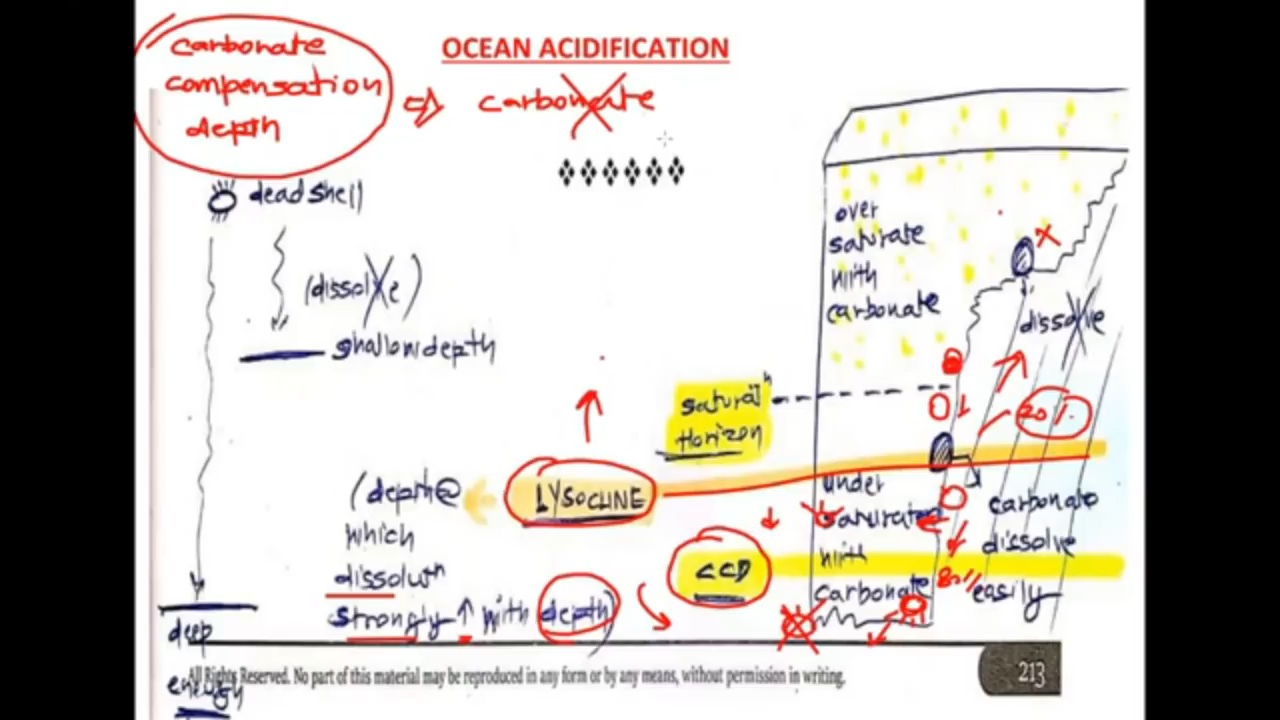 carbonate
compensation
depth
OCEAN ACIDIFICATION
⇒ carbonate
dead shell
(dissolve)
shallow depth
over
saturate
with
carbonate
dissolve
saturatⁿ
Horizon
20%
LYSOCLINE
(depth@
which
dissolutⁿ
strongly ↑ with depth)
under
saturated
with
carbonate
carbonate
dissolve
easily
CCD
80%
deep
enough
All Rights Reserved. No part of this material may be reproduced in any form or by any means, without permission in writing.
213